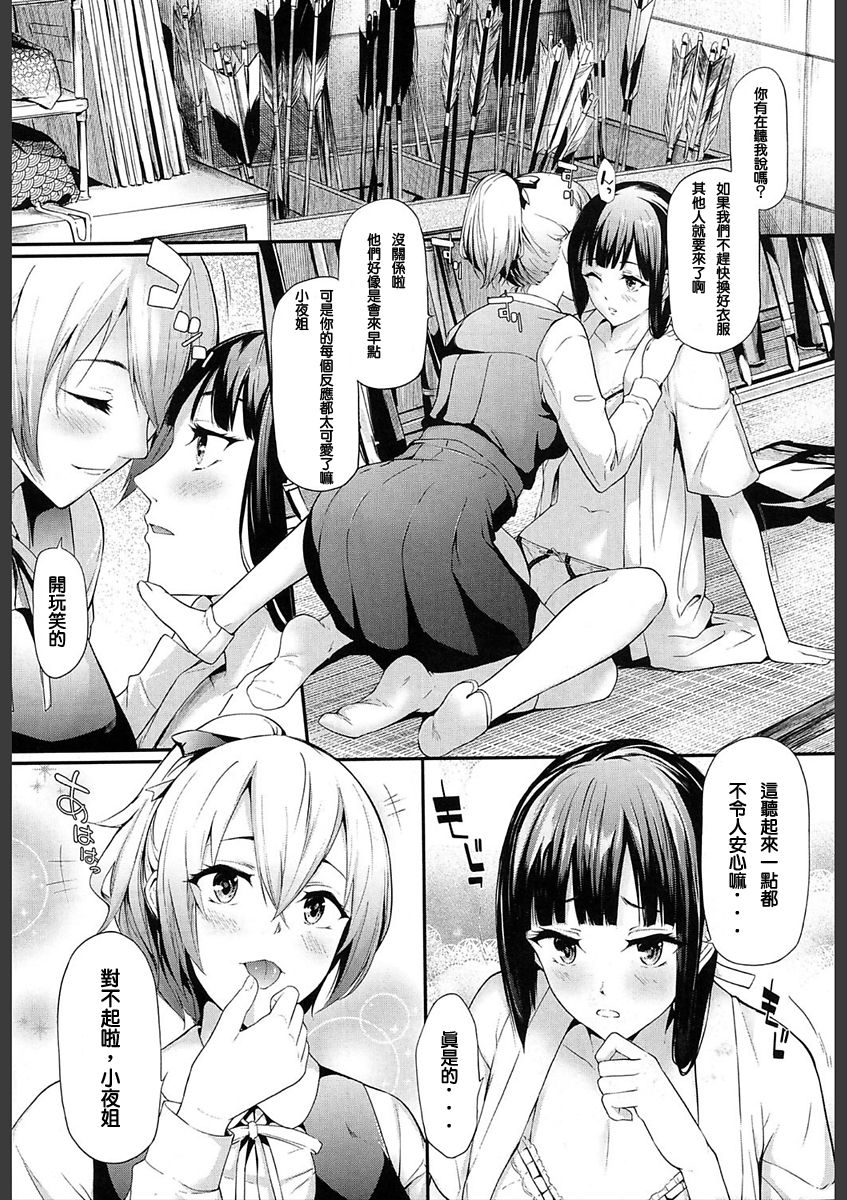 你有在聽我說嗎？
如果我們不趕快換好衣服
其他人就要來了啊
んっ
沒關係啦
他們好像是會來早點
可是你的每個反應都太可愛了嘛
小夜姐
開玩笑的
這聽起來一點都
不令人安心嘛・・・
もじ
もじ
眞是的・・・
あははっ
對不起啦，小夜姐